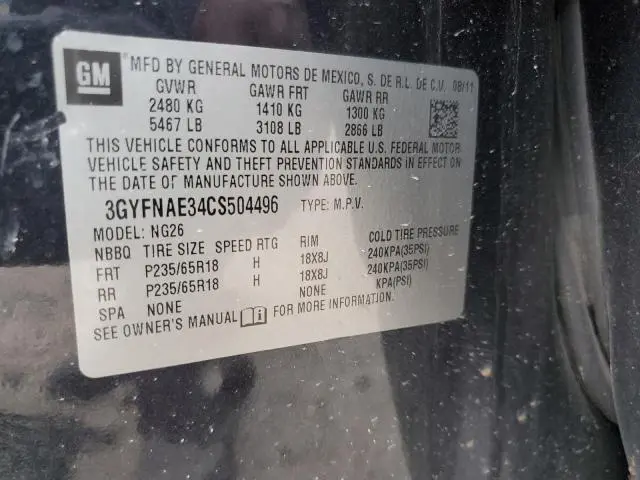 GM
MFD BY GENERAL MOTORS DE MEXICO, S. DE R.L. DE C.V. 08/11
GVWR GAWR FRT GAWR RR
2480 KG 1410 KG 1300 KG
5467 LB 3108 LB 2866 LB
THIS VEHICLE CONFORMS TO ALL APPLICABLE U.S. FEDERAL MOTOR
VEHICLE SAFETY AND THEFT PREVENTION STANDARDS IN EFFECT ON
THE DATE OF MANUFACTURE SHOWN ABOVE.
3GYFNAE34CS504496 TYPE: M.P.V.
MODEL: NG26
NBBQ TIRE SIZE SPEED RTG RIM COLD TIRE PRESSURE
FRT P235/65R18 H 18X8J 240KPA(35PSI)
RR P235/65R18 H 18X8J 240KPA(35PSI)
SPA NONE NONE KPA(PSI)
SEE OWNER'S MANUAL FOR MORE INFORMATION.